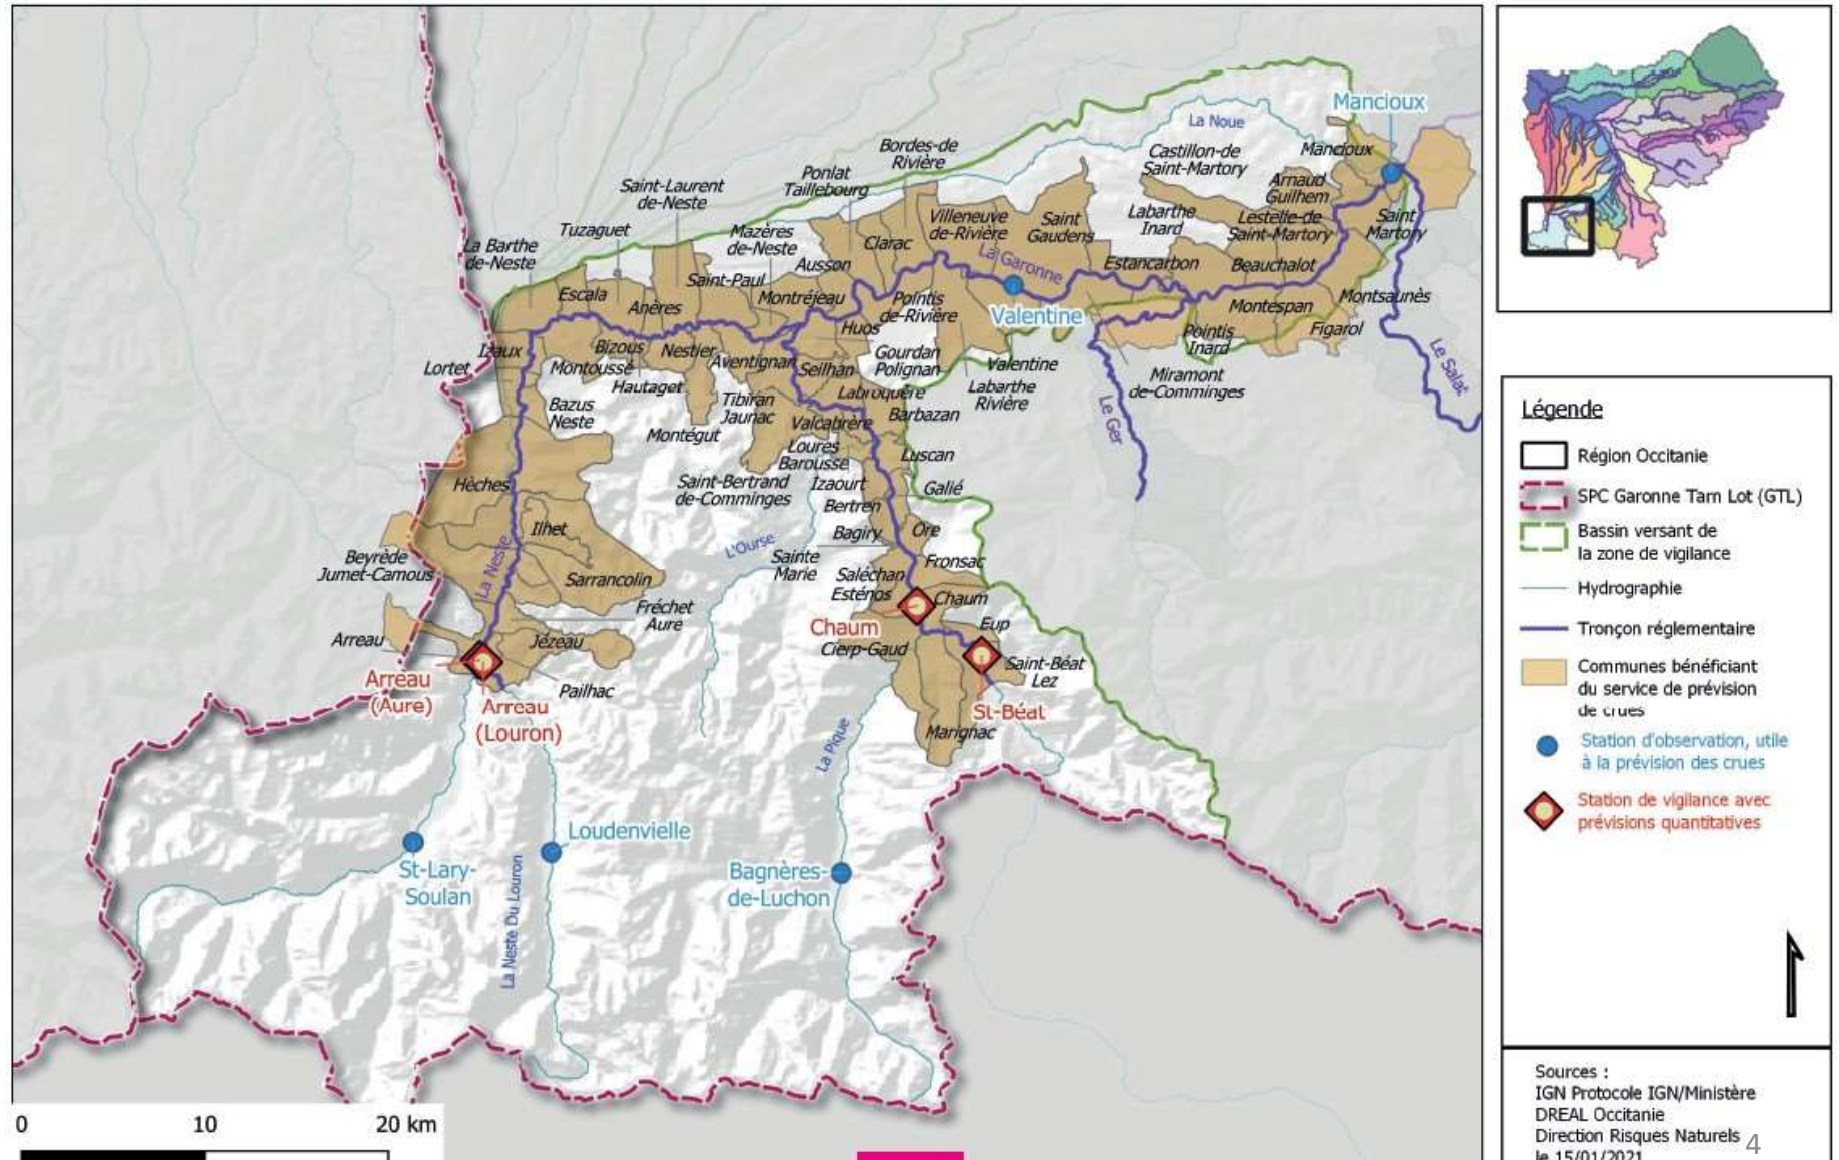 Mancioux
La Noue
Bordes-de
Rivière
Castillon-de
Saint-Martory
Mancioux
Ponlat
Taillebourg
Saint-Laurent
de-Neste
Arnaud
Guilhem
Tuzaguet
Mazères
de-Neste
Villeneuve
de-Rivière
Saint
Gaudens
Labarthe
Inard
Lestelle-de
Saint-Martory
Saint
Martory
La Barthe
de-Neste
Clarac
La Garonne
Ausson
Estancarbon
Beauchalot
Saint-Paul
Escala
Anères
Montréjeau
Pointis
de-Rivière
Valentine
Montespan
Montsaunès
Huos
Pointis
Inard
Figarol
Izaux
Lortet
Bizous
Nestier
Aventignan
Seilhan
Gourdan
Polignan
Valentine
Montoussé
Hautaget
Labroquère
Labarthe
Rivière
Miramont
de-Comminges
Le Salat
Le Ger
Bazus
Neste
Tibiran
Jaunac
Valcabrère
Barbazan
Montégut
Loures
Barousse
Luscan
Hèches
Saint-Bertrand
de-Comminges
Izaourt
Galié
Bertren
Ilhet
Bagiry
Ore
L'Ourse
La Neste
Sainte
Marie
Fronsac
Beyrède
Jumet-Camous
Sarrancolin
Saléchan
Esténos
Chaum
Fréchet
Aure
Chaum
Eup
Arreau
Jézeau
Cierp-Gaud
Saint-Béat
Lez
Arreau
(Aure)
Pailhac
Arreau
(Louron)
St-Béat
Marignac
La Pique
Loudenvielle
St-Lary-
Soulan
Bagnères-
de-Luchon
La Neste Du Louron
0 10 20 km
Légende
Région Occitanie
SPC Garonne Tarn Lot (GTL)
Bassin versant de
la zone de vigilance
Hydrographie
Tronçon réglementaire
Communes bénéficiant
du service de prévision
de crues
Station d'observation, utile
à la prévision des crues
Station de vigilance avec
prévisions quantitatives
Sources :
IGN Protocole IGN/Ministère
DREAL Occitanie
Direction Risques Naturels
le 15/01/2021
4